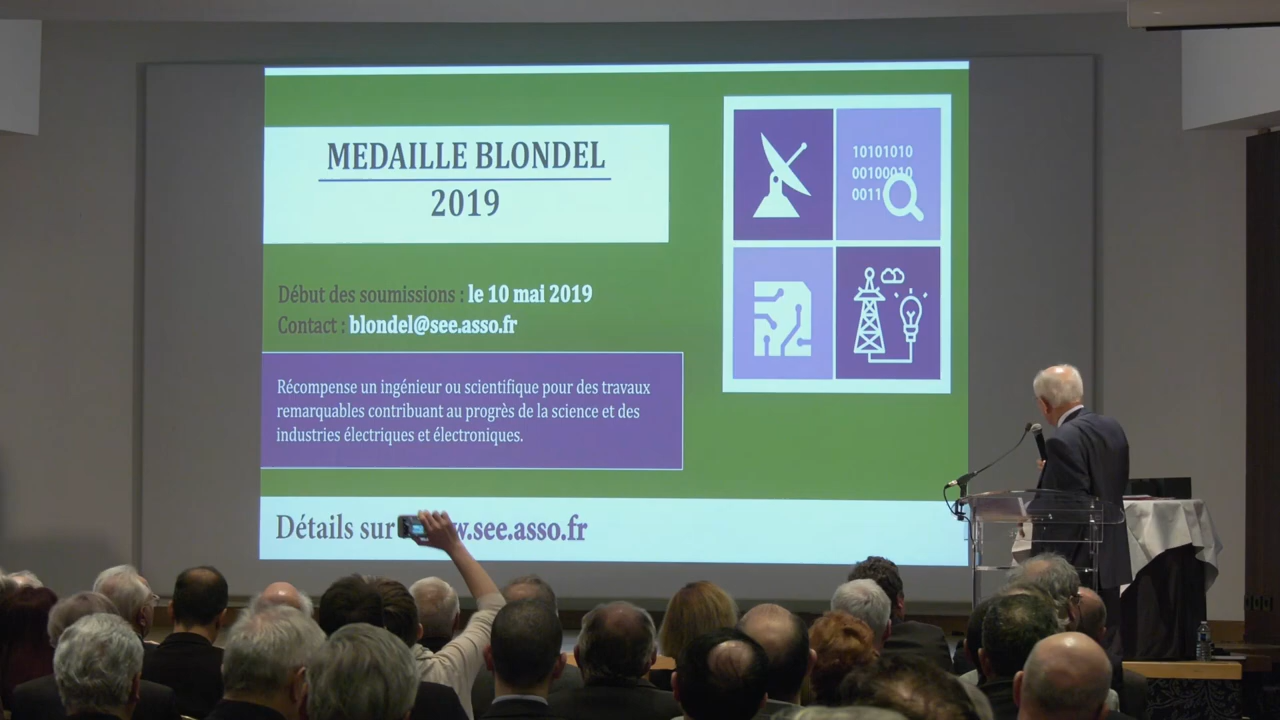 MEDAILLE BLONDEL
2019
Début des soumissions : le 10 mai 2019
Contact : blondel@see.asso.fr
Récompense un ingénieur ou scientifique pour des travaux
remarquables contribuant au progrès de la science et des
industries électriques et électroniques.
Détails sur w.see.asso.fr
10101010
00100010
0011